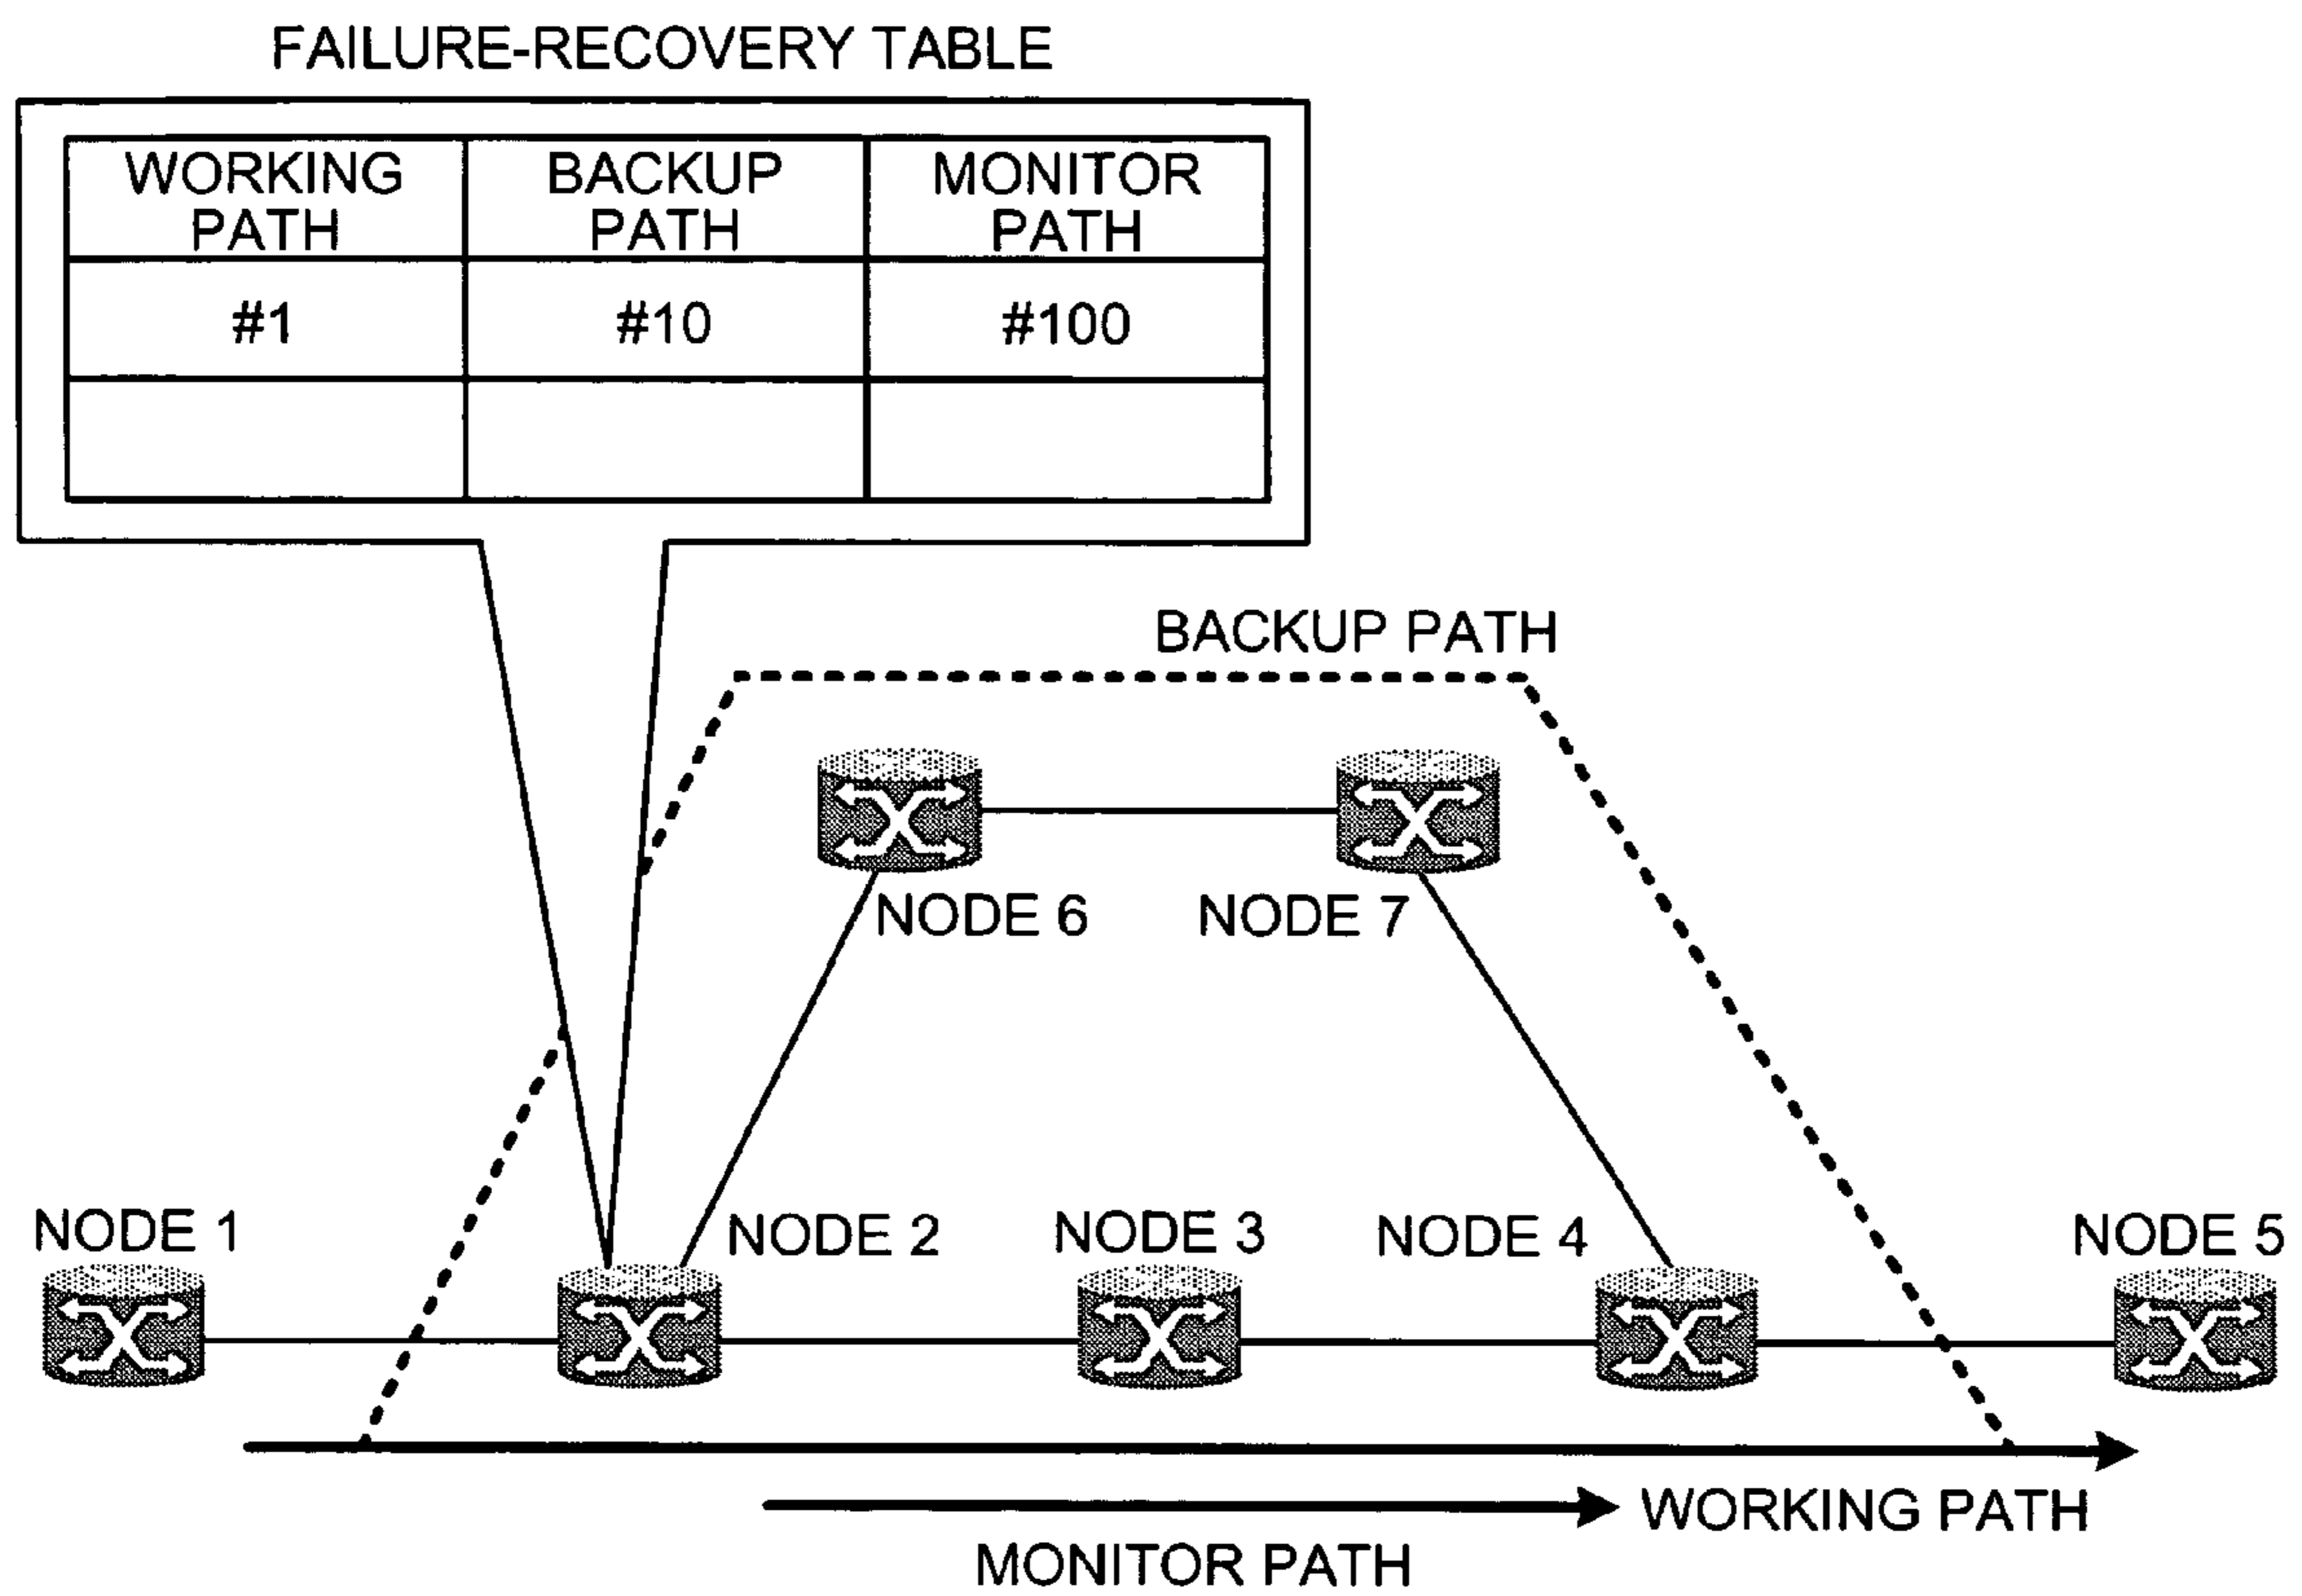 FAILURE-RECOVERY TABLE
WORKING PATH
BACKUP PATH
MONITOR PATH
#1
#10
#100
BACKUP PATH
NODE 6
NODE 7
NODE 1
NODE 2
NODE 3
NODE 4
NODE 5
WORKING PATH
MONITOR PATH